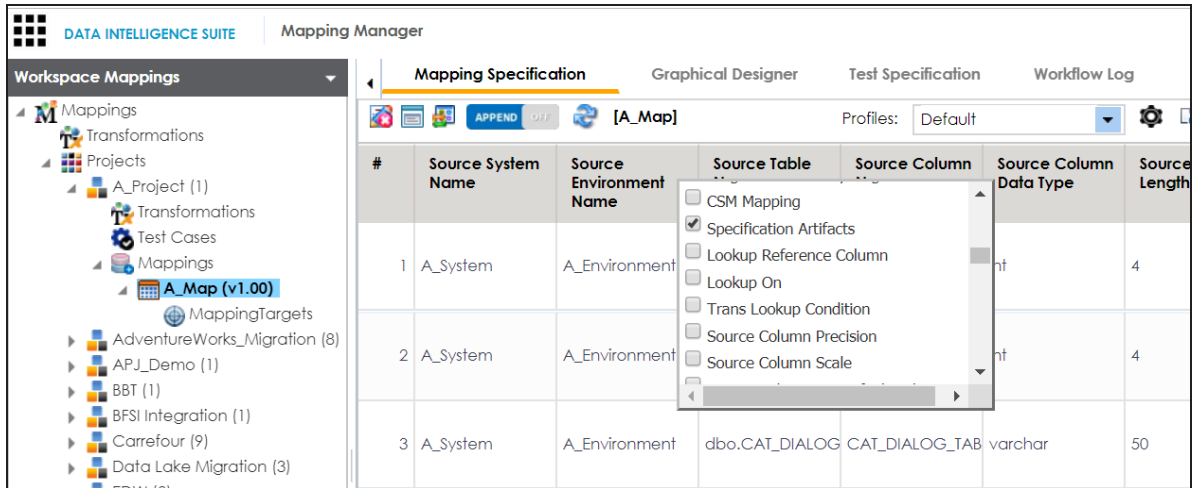 DATA INTELLIGENCE SUITE
Mapping Manager
Workspace Mappings
Mapping Specification
Graphical Designer
Test Specification
Workflow Log
Mappings
Transformations
Projects
A_Project (1)
Transformations
Test Cases
Mappings
A_Map (v1.00)
MappingTargets
AdventureWorks_Migration (8)
APJ_Demo (1)
BBT (1)
BFSI Integration (1)
Carrefour (9)
Data Lake Migration (3)
APPEND OFF
[A_Map]
Profiles: Default
#
Source System
Name
Source
Environment
Name
Source Table
Source Column
Source Column
Data Type
Source
Length
1 A_System A_Environment 4
2 A_System A_Environment 4
3 A_System A_Environment dbo.CAT_DIALOG CAT_DIALOG_TAB varchar 50
CSM Mapping
Specification Artifacts
Lookup Reference Column
Lookup On
Trans Lookup Condition
Source Column Precision
Source Column Scale